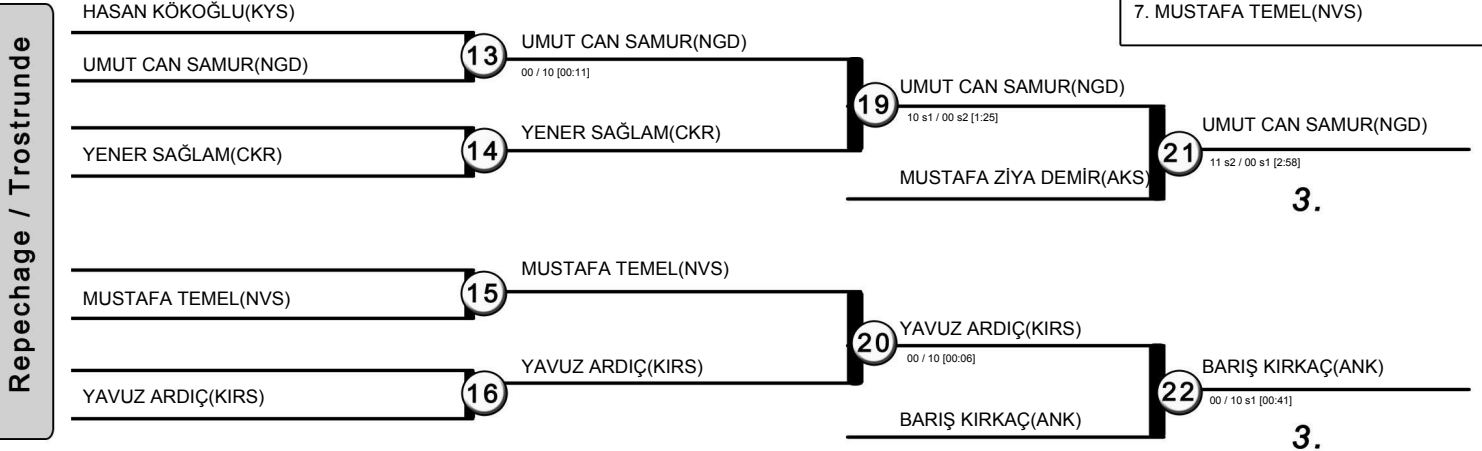 Repechage / Trostrunde
7. MUSTAFA TEMEL(NVS)
HASAN KÖKOĞLU(KYS)
UMUT CAN SAMUR(NGD)
13
UMUT CAN SAMUR(NGD)
00 / 10 [00:11]
YENER SAĞLAM(CKR)
14
YENER SAĞLAM(CKR)
19
UMUT CAN SAMUR(NGD)
10 s1 / 00 s2 [1:25]
MUSTAFA ZİYA DEMİR(AKS)
21
UMUT CAN SAMUR(NGD)
11 s2 / 00 s1 [2:58]
3.
MUSTAFA TEMEL(NVS)
15
MUSTAFA TEMEL(NVS)
YAVUZ ARDIÇ(KIRS)
16
YAVUZ ARDIÇ(KIRS)
20
YAVUZ ARDIÇ(KIRS)
00 / 10 [00:06]
BARIŞ KIRKAÇ(ANK)
22
BARIŞ KIRKAÇ(ANK)
00 / 10 s1 [00:41]
3.